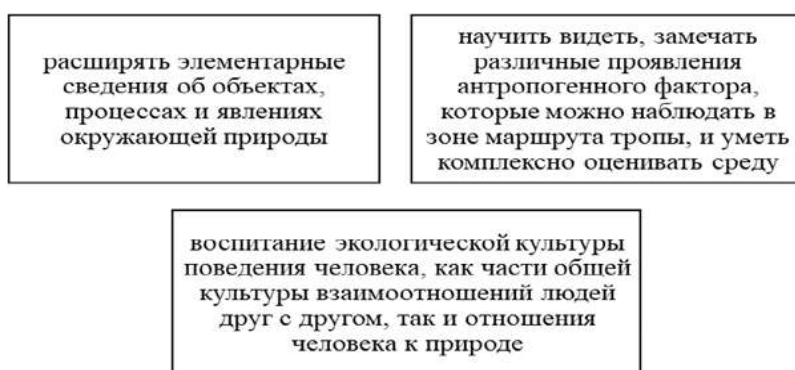 расширять элементарные
сведения об объектах,
процессах и явлениях
окружающей природы
научить видеть, замечать
различные проявления
антропогенного фактора,
которые можно наблюдать в
зоне маршрута тропы, и уметь
комплексно оценивать среду
воспитание экологической культуры
поведения человека, как части общей
культуры взаимоотношений людей
друг с другом, так и отношения
человека к природе